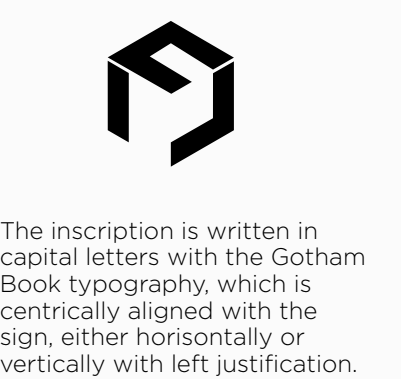 The inscription is written in
capital letters with the Gotham
Book typography, which is
centrically aligned with the
sign, either horisontally or
vertically with left justification.